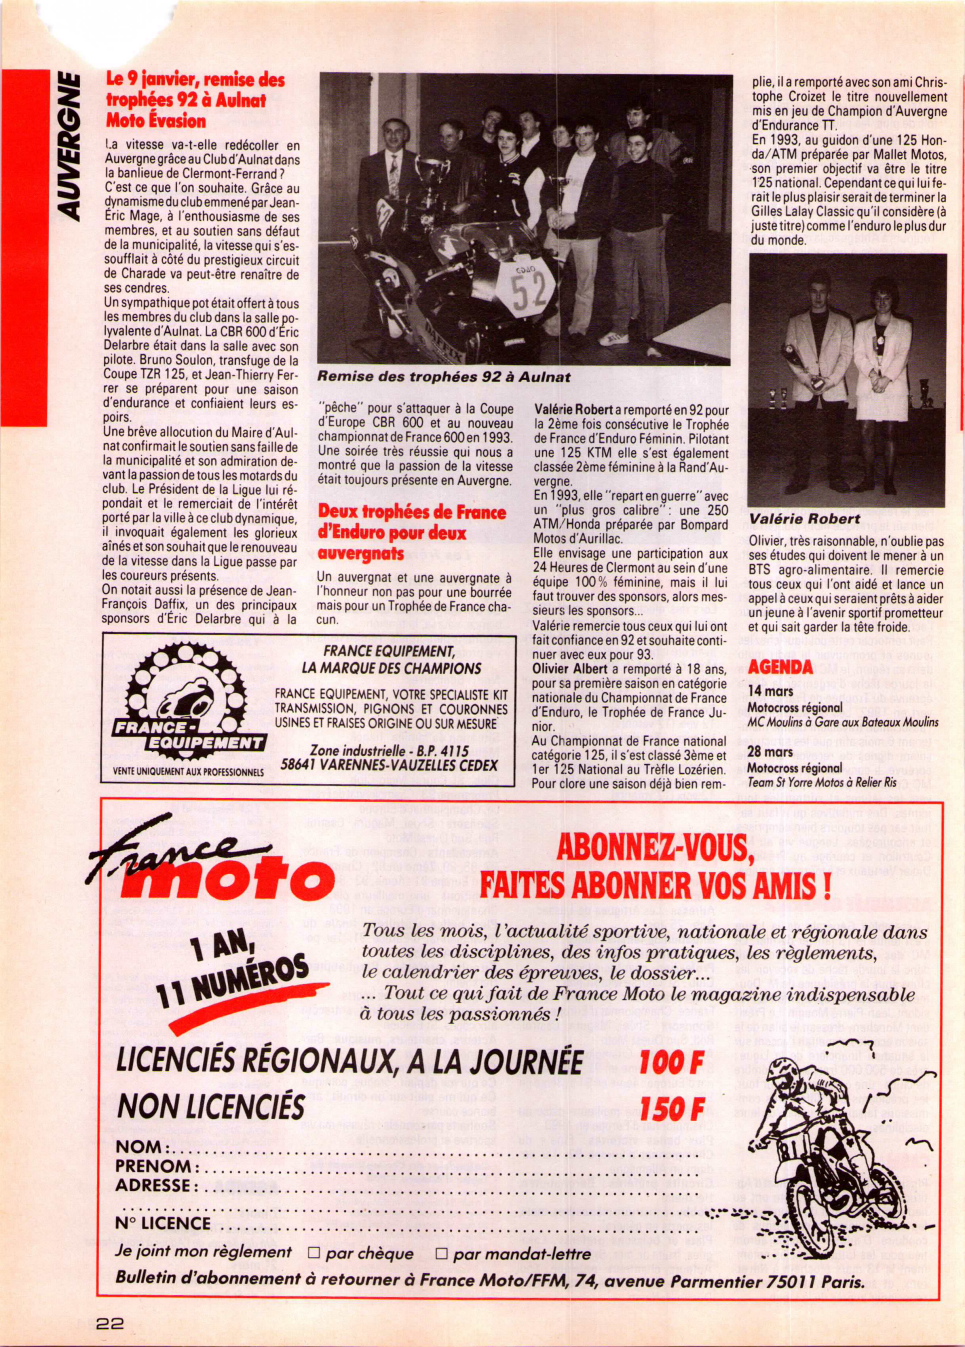 AUVERGNE
Le 9 janvier, remise des
trophées 92 à Aulnat
Moto Évasion
La vitesse va-t-elle redécoller en
Auvergne grâce au Club d'Aulnat dans
la banlieue de Clermont-Ferrand ?
C'est ce que l'on souhaite. Grâce au
dynamisme du club emmené par Jean-
Éric Mage, à l'enthousiasme de ses
membres, et au soutien sans défaut
de la municipalité, la vitesse qui s'es-
soufflait à côté du prestigieux circuit
de Charade va peut-être renaître de
ses cendres.
Un sympathique pot était offert à tous
les membres du club dans la salle po-
lyvalente d'Aulnat. La CBR 600 d'Éric
Delarbre était dans la salle avec son
pilote. Bruno Soulon, transfuge de la
Coupe TZR 125, et Jean-Thierry Fer-
rer se préparent pour une saison
d'endurance et confiaient leurs es-
poirs.
Une brêve allocution du Maire d'Aul-
nat confirmait le soutien sans faille de
la municipalité et son admiration de-
vant la passion de tous les motards du
club. Le Président de la Ligue lui ré-
pondait et le remerciait de l'intérêt
porté par la ville à ce club dynamique,
il invoquait également les glorieux
aînés et son souhait que le renouveau
de la vitesse dans la Ligue passe par
les coureurs présents.
On notait aussi la présence de Jean-
François Daffix, un des principaux
sponsors d'Éric Delarbre qui à la
52
Remise des trophées 92 à Aulnat
"pêche" pour s'attaquer à la Coupe
d'Europe CBR 600 et au nouveau
championnat de France 600 en 1993.
Une soirée très réussie qui nous a
montré que la passion de la vitesse
était toujours présente en Auvergne.
Deux trophées de France
d'Enduro pour deux
auvergnats
Un auvergnat et une auvergnate à
l'honneur non pas pour une bourrée
mais pour un Trophée de France cha-
cun.
Valérie Robert a remporté en 92 pour
la 2ème fois consécutive le Trophée
de France d'Enduro Féminin. Pilotant
une 125 KTM elle s'est également
classée 2ème féminine à la Rand'Au-
vergne.
En 1993, elle "repart en guerre" avec
un "plus gros calibre" : une 250
ATM/Honda préparée par Bompard
Motos d'Aurillac.
Elle envisage une participation aux
24 Heures de Clermont au sein d'une
équipe 100% féminine, mais il lui
faut trouver des sponsors, alors mes-
sieurs les sponsors...
Valérie remercie tous ceux qui lui ont
fait confiance en 92 et souhaite conti-
nuer avec eux pour 93.
Olivier Albert a remporté à 18 ans,
pour sa première saison en catégorie
nationale du Championnat de France
d'Enduro, le Trophée de France Ju-
nior.
Au Championnat de France national
catégorie 125, il s'est classé 3ème et
1er 125 National au Trèfle Lozérien.
Pour clore une saison déjà bien rem-
plie, il a remporté avec son ami Chris-
tophe Croizet le titre nouvellement
mis en jeu de Champion d'Auvergne
d'Endurance TT.
En 1993, au guidon d'une 125 Hon-
da/ATM préparée par Mallet Motos,
son premier objectif va être le titre
125 national. Cependant ce qui lui fe-
rait le plus plaisir serait de terminer la
Gilles Lalay Classic qu'il considère (à
juste titre) comme l'enduro le plus dur
du monde.
Valérie Robert
Olivier, très raisonnable, n'oublie pas
ses études qui doivent le mener à un
BTS agro-alimentaire. Il remercie
tous ceux qui l'ont aidé et lance un
appel à ceux qui seraient prêts à aider
un jeune à l'avenir sportif prometteur
et qui sait garder la tête froide.
AGENDA
14 mars
Motocross régional
MC Moulins à Gare aux Bateaux Moulins
28 mars
Motocross régional
Team St Yorre Motos à Relier Ris
FRANCE-
EQUIPEMENT
VENTE UNIQUEMENT AUX PROFESSIONNELS
FRANCE EQUIPEMENT,
LA MARQUE DES CHAMPIONS
FRANCE EQUIPEMENT, VOTRE SPECIALISTE KIT
TRANSMISSION, PIGNONS ET COURONNES
USINES ET FRAISES ORIGINE OU SUR MESURE
Zone industrielle - B.P. 4115
58641 VARENNES-VAUZELLES CEDEX
France
moto
ABONNEZ-VOUS,
FAITES ABONNER VOS AMIS !
1 AN,
11 NUMÉROS
Tous les mois, l'actualité sportive, nationale et régionale dans
toutes les disciplines, des infos pratiques, les règlements,
le calendrier des épreuves, le dossier...
... Tout ce qui fait de France Moto le magazine indispensable
à tous les passionnés !
LICENCIÉS RÉGIONAUX, A LA JOURNÉE 100 F
NON LICENCIÉS 150 F
NOM :
PRENOM :
ADRESSE :
N° LICENCE
Je joint mon règlement □ par chèque □ par mandat-lettre
Bulletin d'abonnement à retourner à France Moto/FFM, 74, avenue Parmentier 75011 Paris.
22